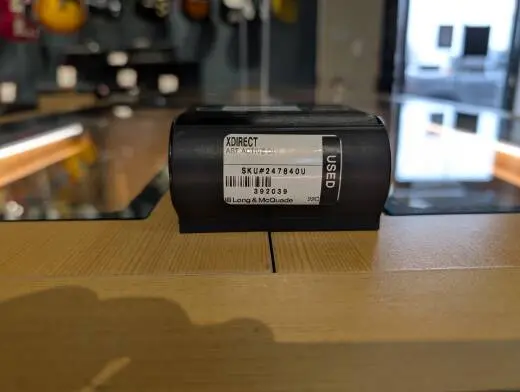 XDIRECT
USED
SKU#247840U
392039
Long & McQuade